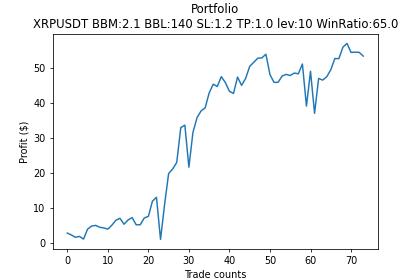 Portfolio
XRPUSDT BBM:2.1 BBL:140 SL:1.2 TP:1.0 lev:10 WinRatio:65.0
50
40
30
20
10
0
Profit ($)
0 10 20 30 40 50 60 70
Trade counts